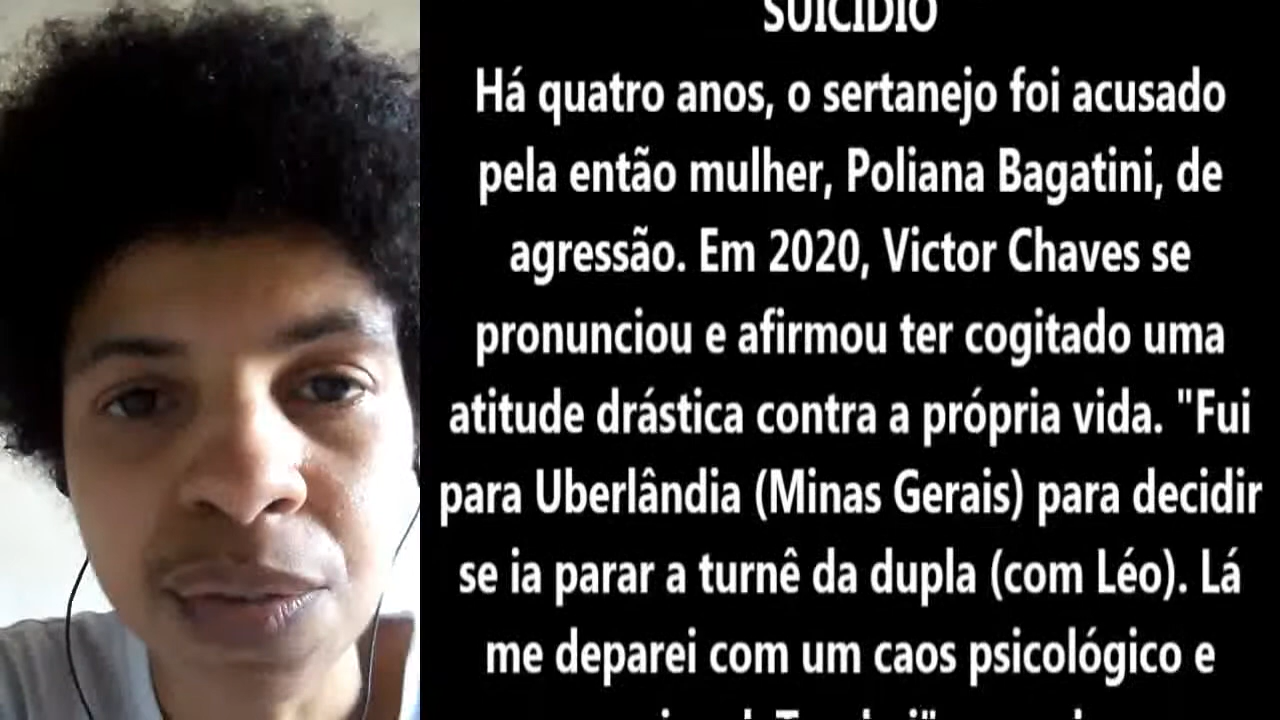 SUICÍDIO
Há quatro anos, o sertanejo foi acusado
pela então mulher, Poliana Bagatini, de
agressão. Em 2020, Victor Chaves se
pronunciou e afirmou ter cogitado uma
atitude drástica contra a própria vida. "Fui
para Uberlândia (Minas Gerais) para decidir
se ia parar a turnê da dupla (com Léo). Lá
me deparei com um caos psicológico e